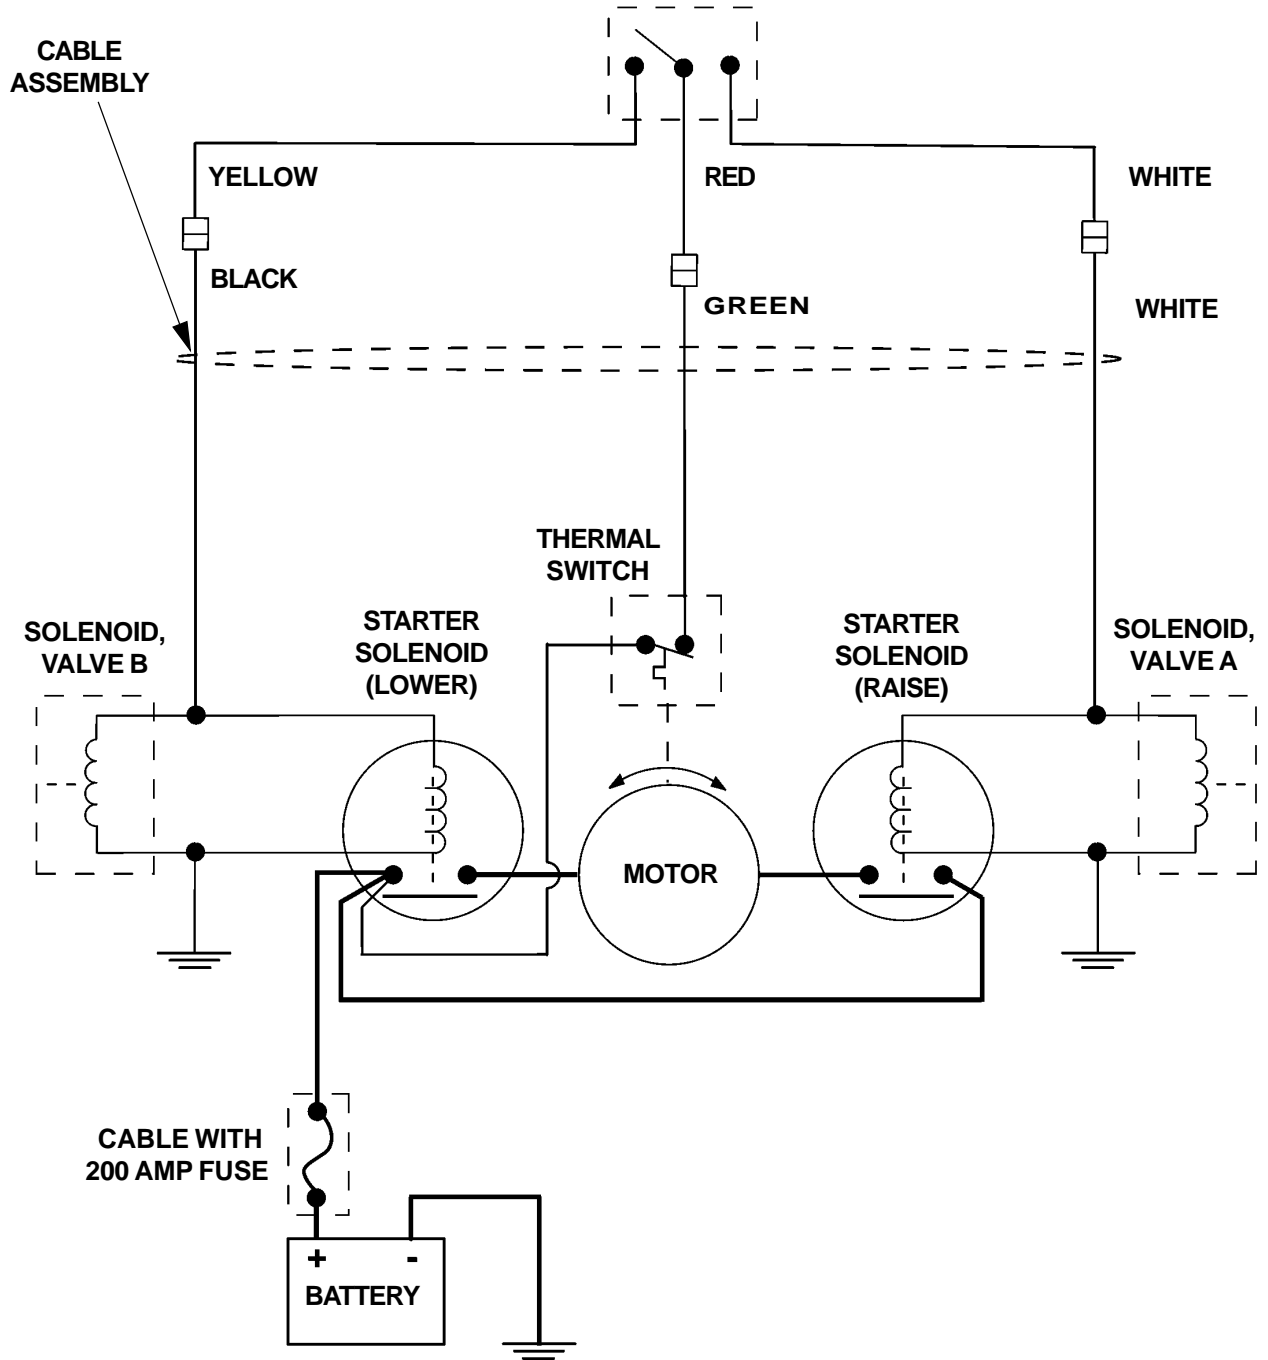 CABLE
ASSEMBLY
YELLOW
RED
WHITE
BLACK
GREEN
WHITE
THERMAL
SWITCH
SOLENOID,
VALVE B
STARTER
SOLENOID
(LOWER)
STARTER
SOLENOID
(RAISE)
SOLENOID,
VALVE A
MOTOR
CABLE WITH
200 AMP FUSE
+ -
BATTERY